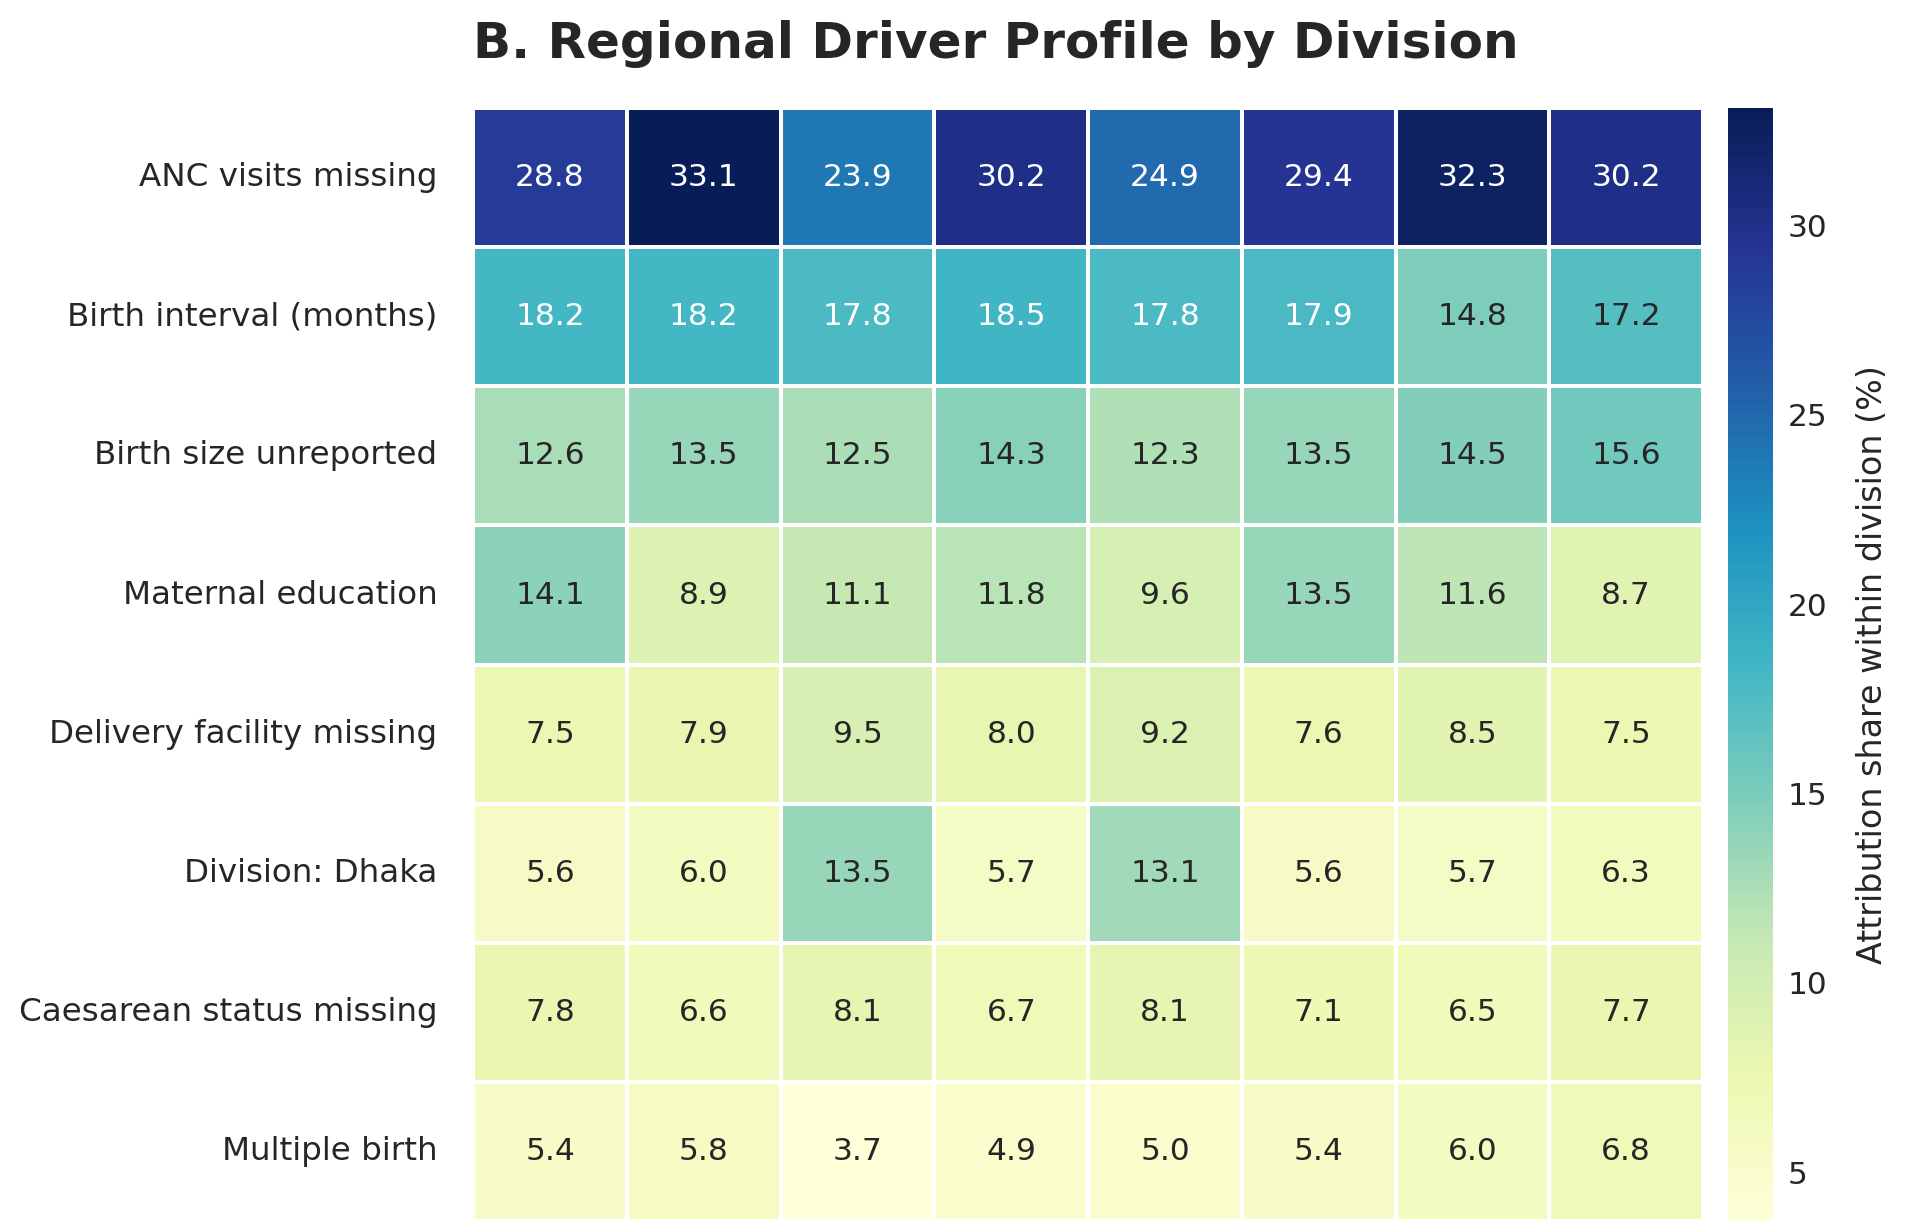 B. Regional Driver Profile by Division
ANC visits missing 28.8 33.1 23.9 30.2 24.9 29.4 32.3 30.2
Birth interval (months) 18.2 18.2 17.8 18.5 17.8 17.9 14.8 17.2
Birth size unreported 12.6 13.5 12.5 14.3 12.3 13.5 14.5 15.6
Maternal education 14.1 8.9 11.1 11.8 9.6 13.5 11.6 8.7
Delivery facility missing 7.5 7.9 9.5 8.0 9.2 7.6 8.5 7.5
Division: Dhaka 5.6 6.0 13.5 5.7 13.1 5.6 5.7 6.3
Caesarean status missing 7.8 6.6 8.1 6.7 8.1 7.1 6.5 7.7
Multiple birth 5.4 5.8 3.7 4.9 5.0 5.4 6.0 6.8
30
25
20
15
10
5
Attribution share within division (%)